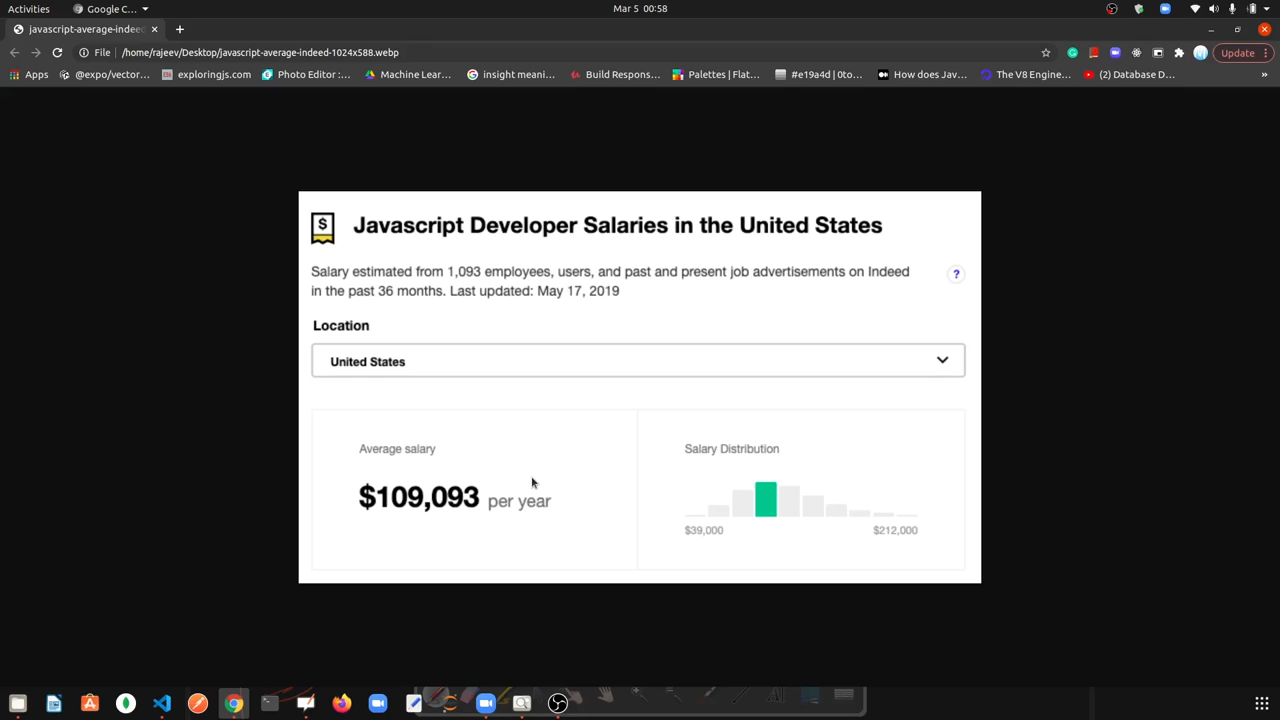 Activities
Google C...
Mar 5 00:58
javascript-average-indeed
File
/home/rajeev/Desktop/javascript-average-indeed-1024x588.webp
Update
Apps
@expo/vector...
exploringjs.com
Photo Editor :...
Machine Lear...
insight meani...
Build Respons...
Palettes | Flat...
#e19a4d | 0to...
How does Jav...
The V8 Engine...
(2) Database D...
»
$
Javascript Developer Salaries in the United States
Salary estimated from 1,093 employees, users, and past and present job advertisements on Indeed
in the past 36 months. Last updated: May 17, 2019
?
Location
United States
Average salary
$109,093 per year
Salary Distribution
$39,000
$212,000